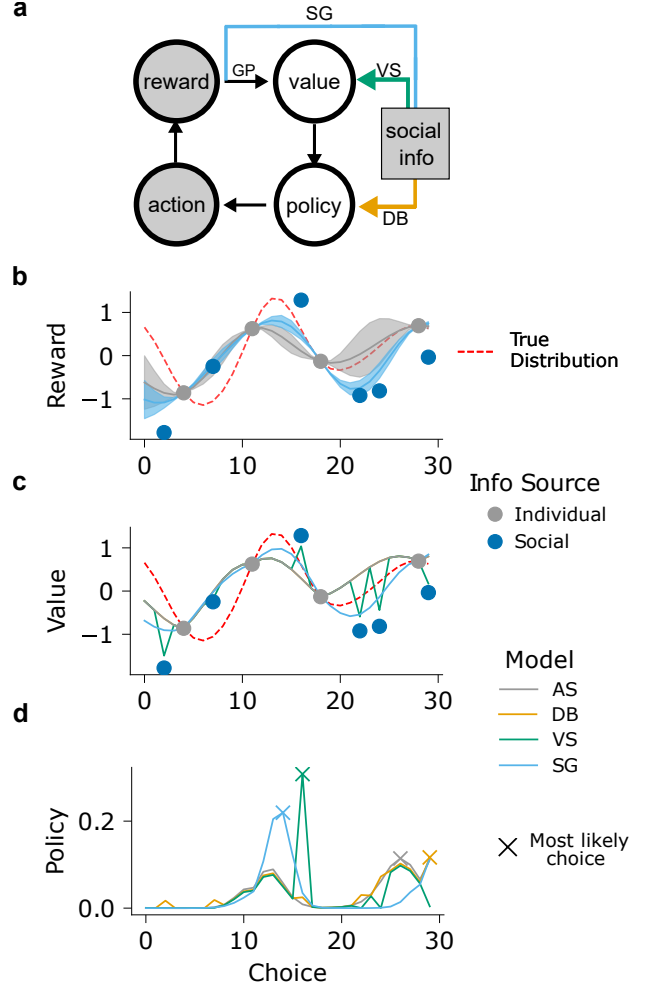 a
SG
reward
GP
value
VS
social
info
action
policy
DB
b
Reward
1
0
−1
0
10
20
30
True
Distribution
c
Info Source
Individual
Social
Value
1
0
−1
0
10
20
30
Model
AS
DB
VS
SG
d
Policy
0.2
0.0
0
10
20
30
Choice
Most likely
choice